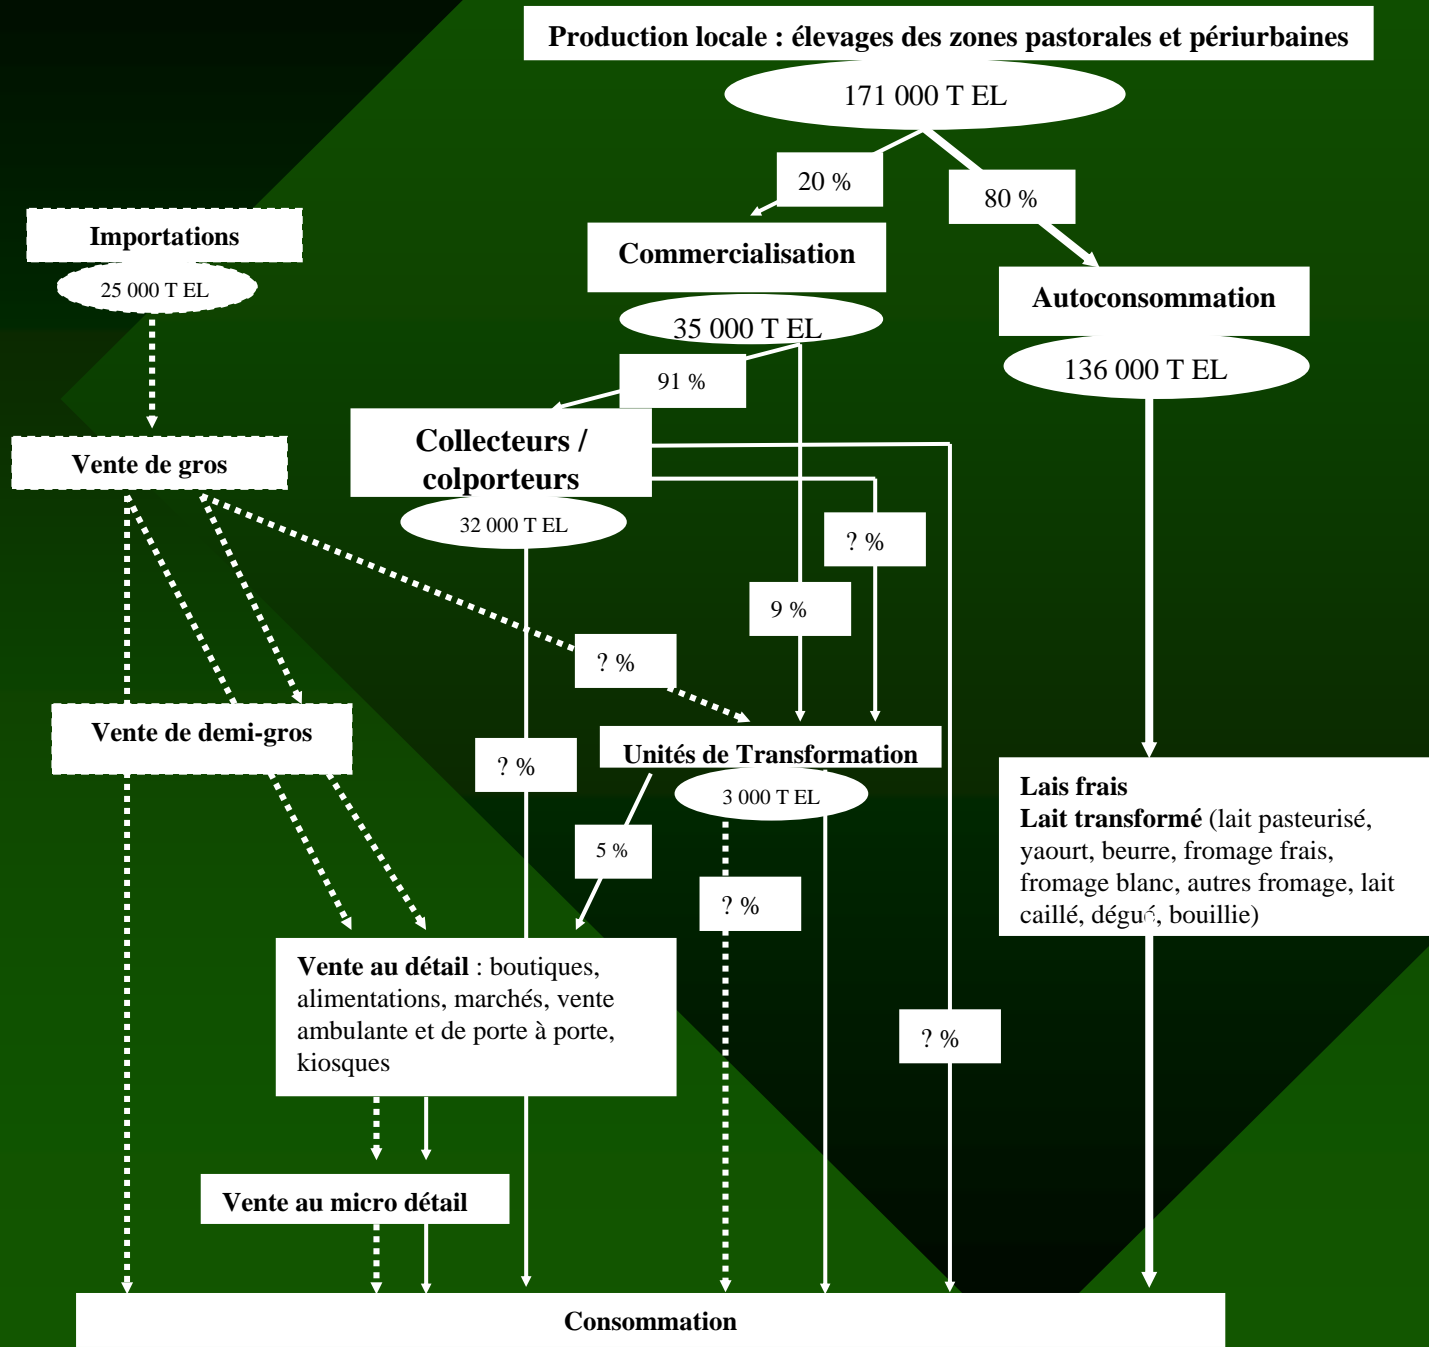 Production locale : élevages des zones pastorales et périurbaines
171 000 T EL
20 %
80 %
Importations
25 000 T EL
Commercialisation
35 000 T EL
Autoconsommation
136 000 T EL
91 %
Collecteurs /
colporteurs
32 000 T EL
Vente de gros
? %
9 %
? %
Vente de demi-gros
? %
Unités de Transformation
3 000 T EL
Lais frais
Lait transformé (lait pasteurisé,
yaourt, beurre, fromage frais,
fromage blanc, autres fromage, lait
caillé, dégué, bouillie)
5 %
? %
Vente au détail : boutiques,
alimentations, marchés, vente
ambulante et de porte à porte,
kiosques
? %
Vente au micro détail
Consommation